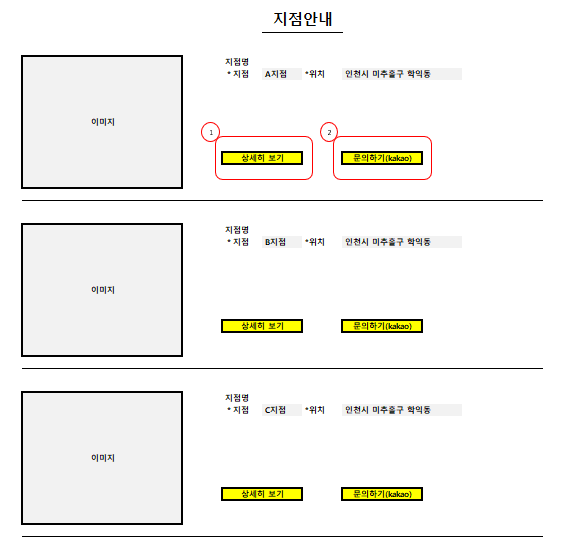 지점안내
이미지
지점명
* 지점 A지점 *위치 인천시 미추홀구 학익동
1 2
상세히 보기 문의하기(kakao)
이미지
지점명
* 지점 B지점 *위치 인천시 미추홀구 학익동
상세히 보기 문의하기(kakao)
이미지
지점명
* 지점 C지점 *위치 인천시 미추홀구 학익동
상세히 보기 문의하기(kakao)